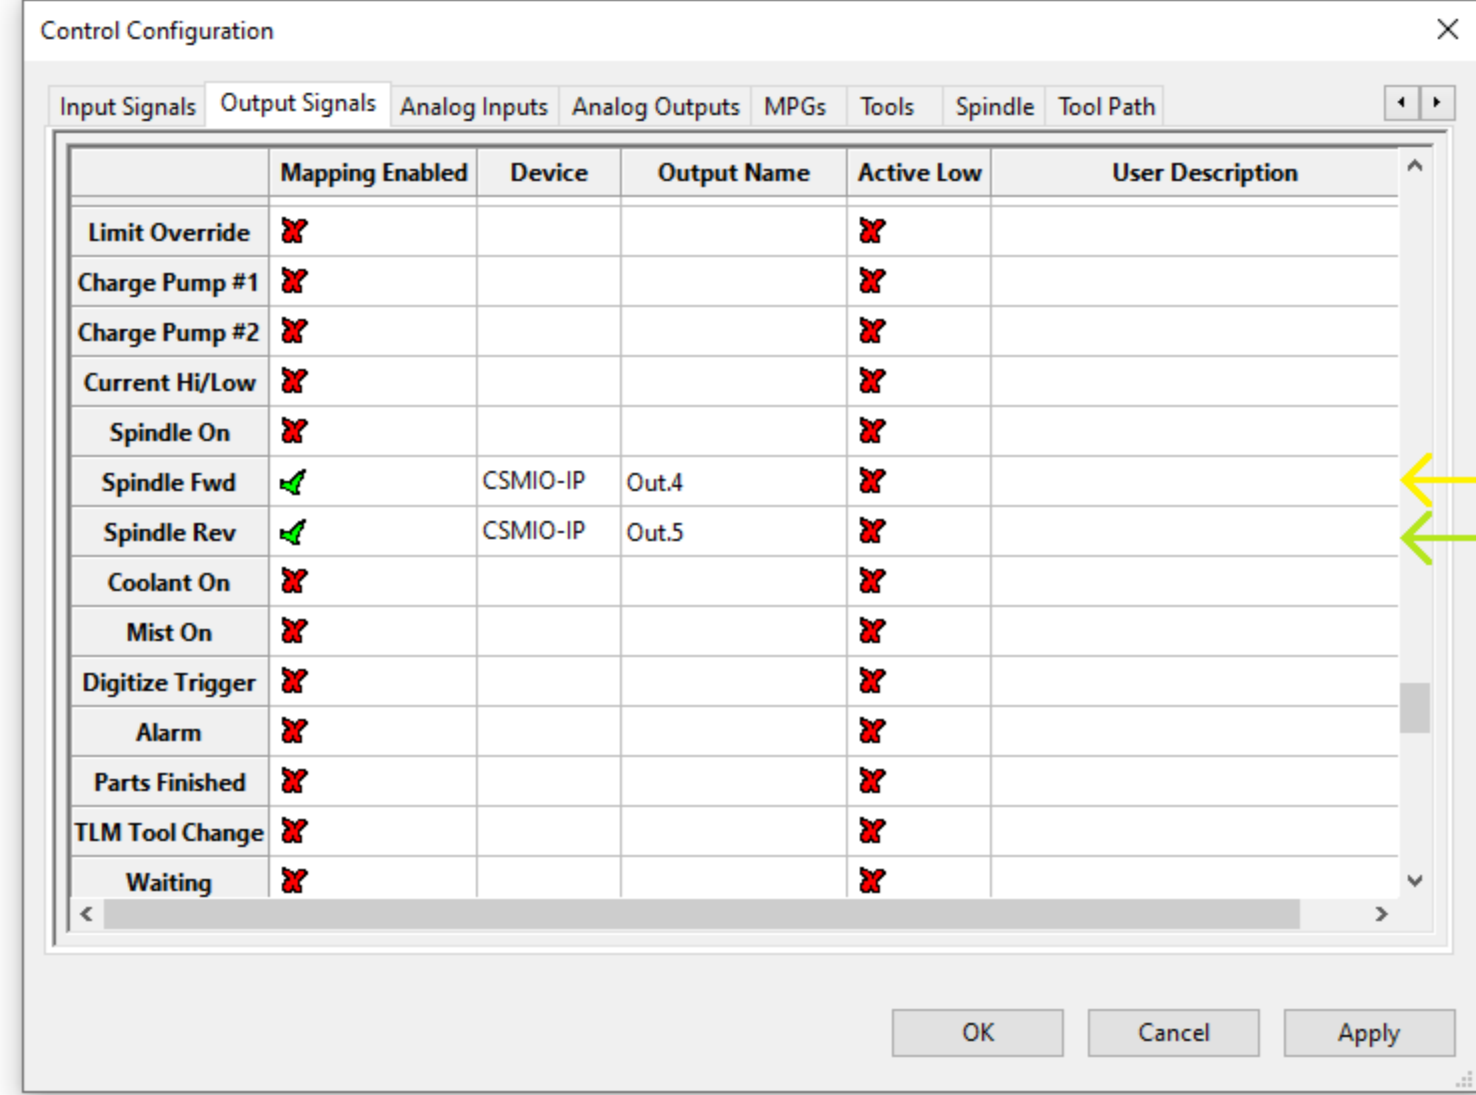 Control Configuration
Input Signals Output Signals Analog Inputs Analog Outputs MPGs Tools Spindle Tool Path
Mapping Enabled Device Output Name Active Low User Description
Limit Override
Charge Pump #1
Charge Pump #2
Current Hi/Low
Spindle On
Spindle Fwd CSMIO-IP Out.4
Spindle Rev CSMIO-IP Out.5
Coolant On
Mist On
Digitize Trigger
Alarm
Parts Finished
TLM Tool Change
Waiting
OK Cancel Apply